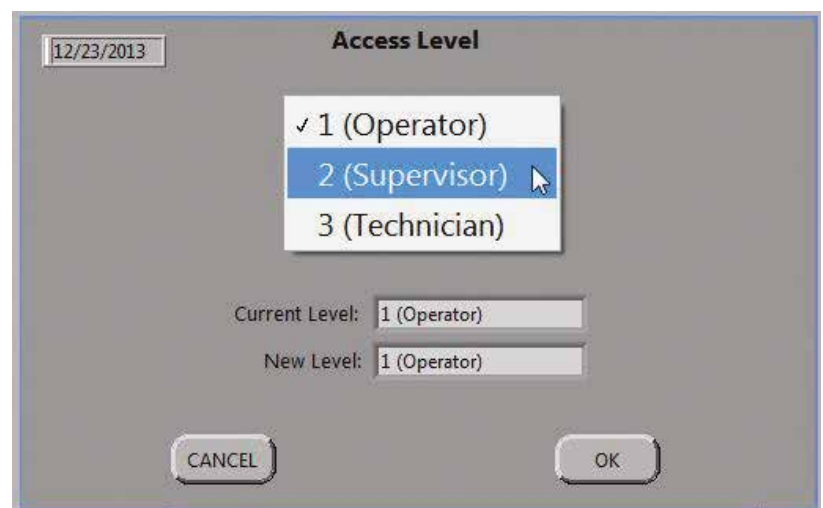 12/23/2013
Access Level
✓ 1 (Operator)
2 (Supervisor)
3 (Technician)
Current Level: 1 (Operator)
New Level: 1 (Operator)
CANCEL
OK